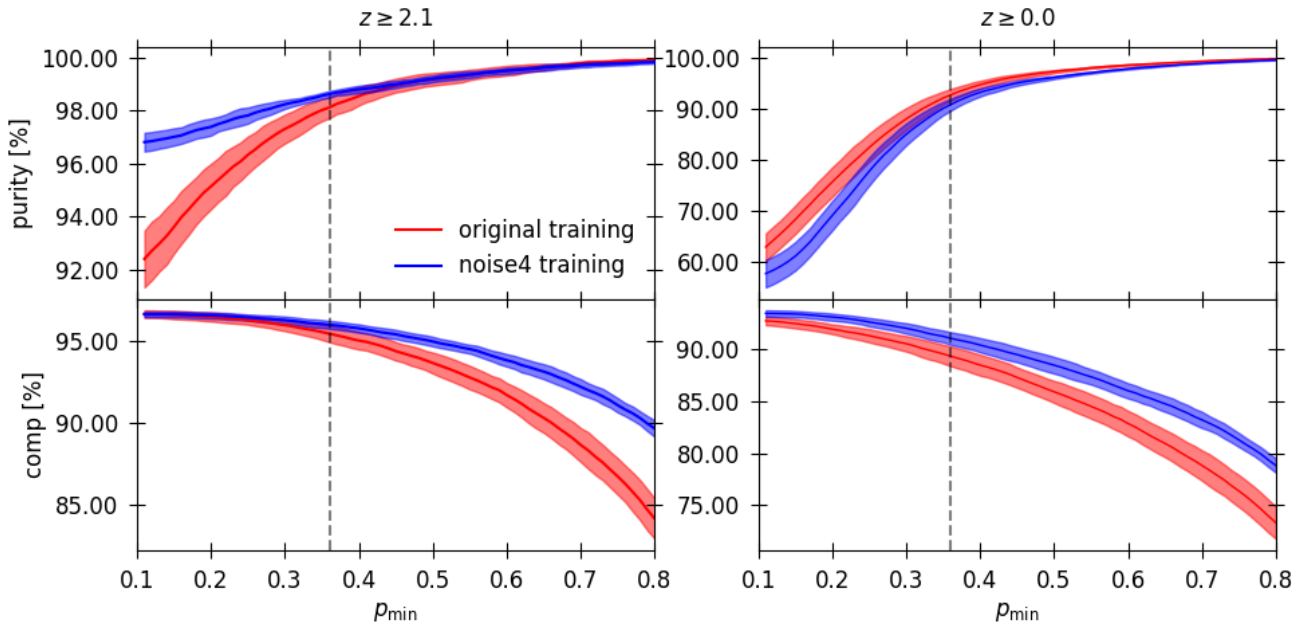 z ≥ 2.1
z ≥ 0.0
purity [%]
100.00
98.00
96.00
94.00
92.00
original training
noise4 training
100.00
90.00
80.00
70.00
60.00
comp [%]
95.00
90.00
85.00
90.00
85.00
80.00
75.00
0.1 0.2 0.3 0.4 0.5 0.6 0.7 0.8
0.1 0.2 0.3 0.4 0.5 0.6 0.7 0.8
p_min
p_min